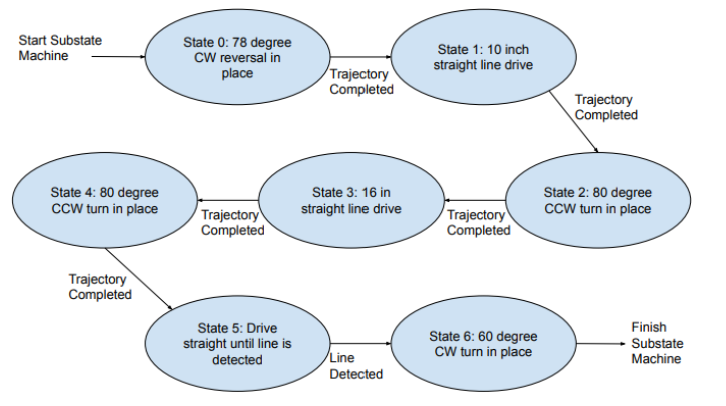 Start Substate
Machine
State 0: 78 degree
CW reversal in
place
Trajectory
Completed
State 1: 10 inch
straight line drive
Trajectory
Completed
State 2: 80 degree
CCW turn in place
Trajectory
Completed
State 3: 16 in
straight line drive
Trajectory
Completed
State 4: 80 degree
CCW turn in place
Trajectory
Completed
State 5: Drive
straight until line is
detected
Line
Detected
State 6: 60 degree
CW turn in place
Finish
Substate
Machine